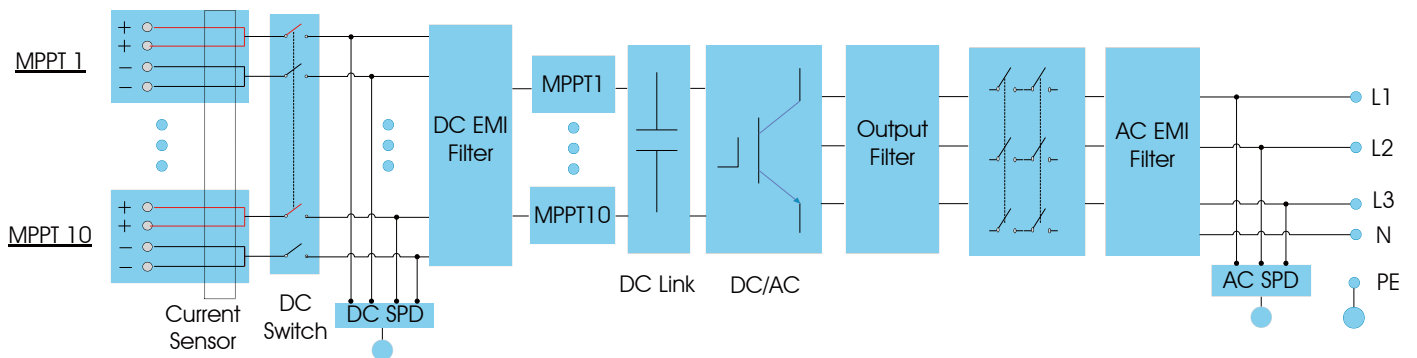 MPPT 1
+
+
−
−
MPPT 10
+
+
−
−
Current
Sensor
DC
Switch
DC SPD
DC EMI
Filter
MPPT1
MPPT10
DC Link
DC/AC
Output
Filter
AC EMI
Filter
L1
L2
L3
N
AC SPD
PE